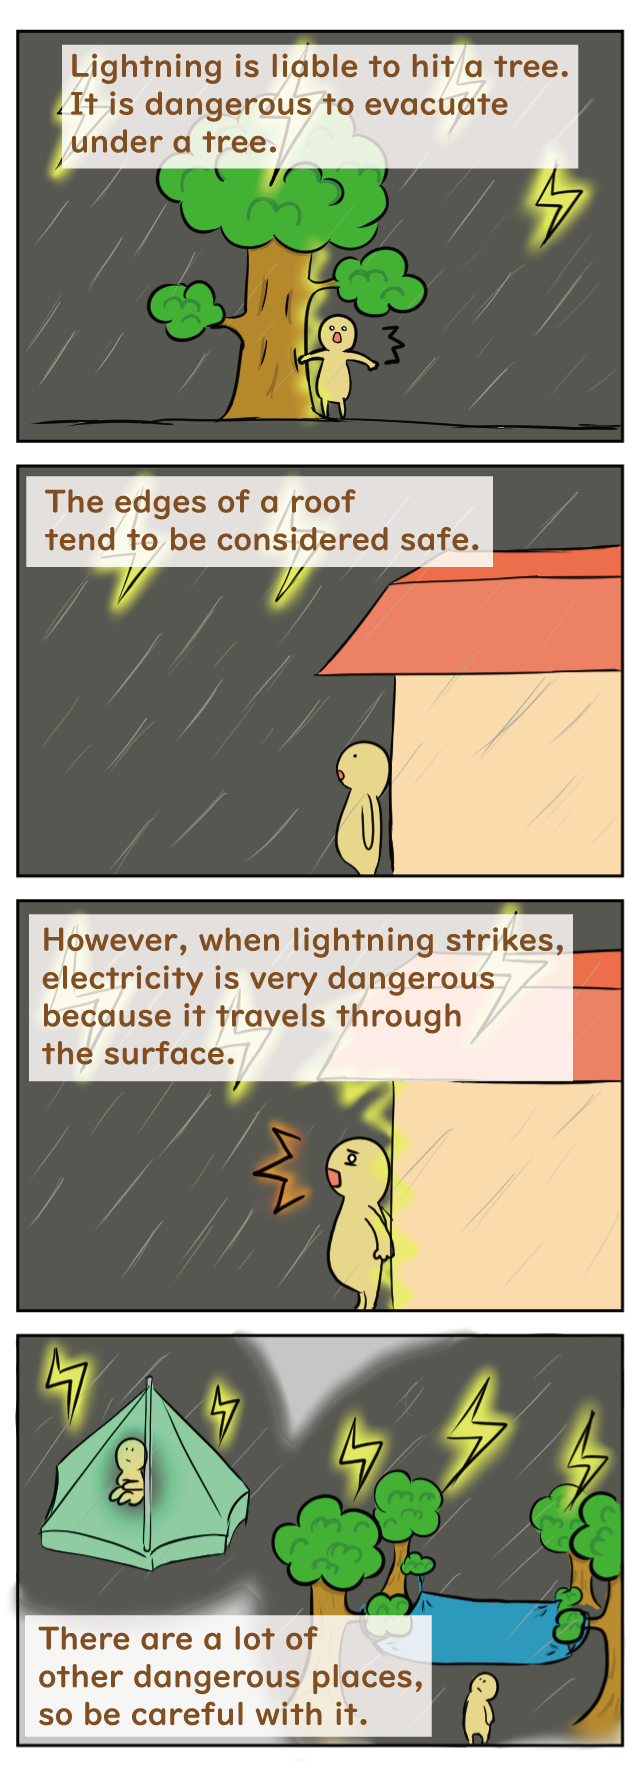 Lightning is liable to hit a tree.
It is dangerous to evacuate
under a tree.
The edges of a roof
tend to be considered safe.
However, when lightning strikes,
electricity is very dangerous
because it travels through
the surface.
There are a lot of
other dangerous places,
so be careful with it.